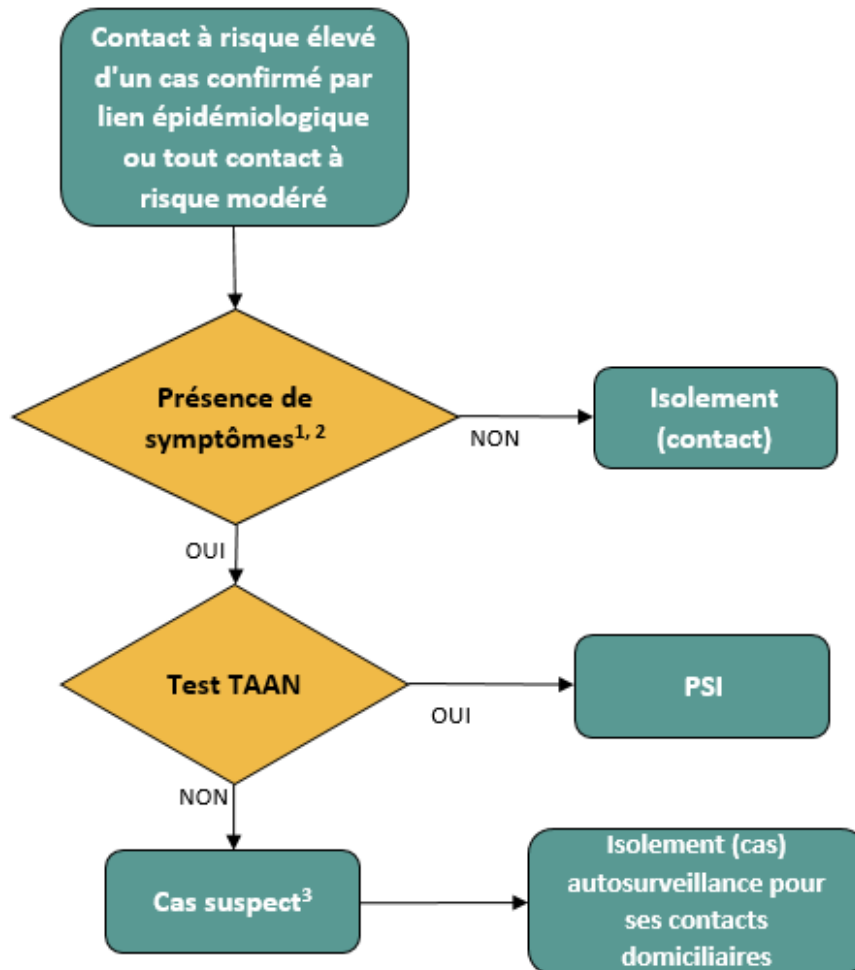 Contact à risque élevé
d'un cas confirmé par
lien épidémiologique
ou tout contact à
risque modéré
Présence de
symptômes1, 2
NON
Isolement
(contact)
OUI
Test TAAN
OUI
PSI
NON
Cas suspect3
Isolement (cas)
autosurveillance pour
ses contacts
domiciliaires